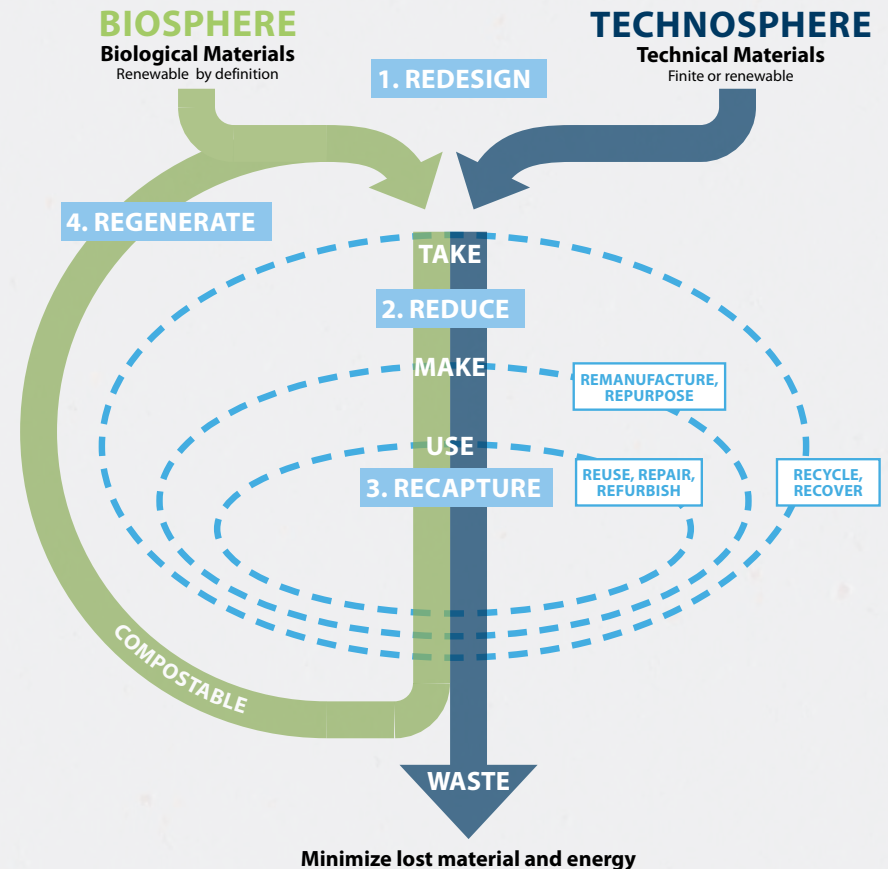 BIOSPHERE
Biological Materials
Renewable by definition
TECHNOSPHERE
Technical Materials
Finite or renewable
1. REDESIGN
4. REGENERATE
TAKE
2. REDUCE
MAKE
REMANUFACTURE,
REPURPOSE
USE
3. RECAPTURE
REUSE, REPAIR,
REFURBISH
RECYCLE,
RECOVER
COMPOSTABLE
WASTE
Minimize lost material and energy